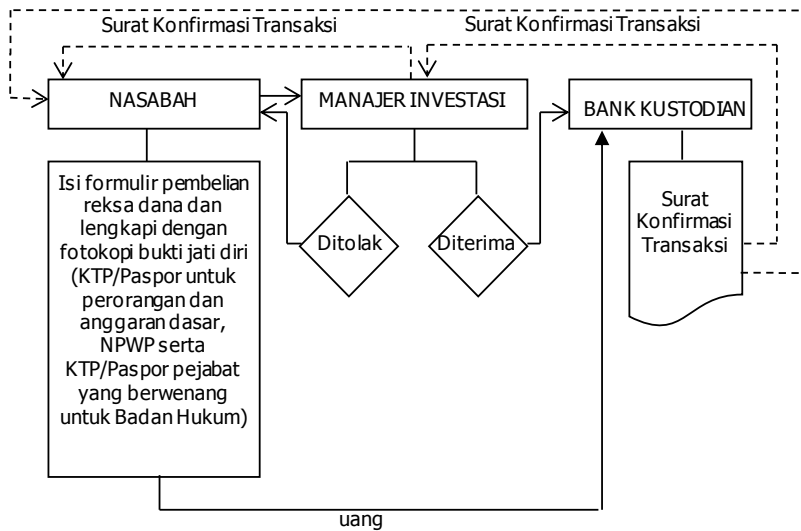 Surat Konfirmasi Transaksi
Surat Konfirmasi Transaksi
NASABAH
MANAJER INVESTASI
BANK KUSTODIAN
Isi formulir pembelian
reksa dana dan
lengkapi dengan
fotokopi bukti jati diri
(KTP/Paspor untuk
perorangan dan
anggaran dasar,
NPWP serta
KTP/Paspor pejabat
yang berwenang
untuk Badan Hukum)
Ditolak
Diterima
Surat
Konfirmasi
Transaksi
uang